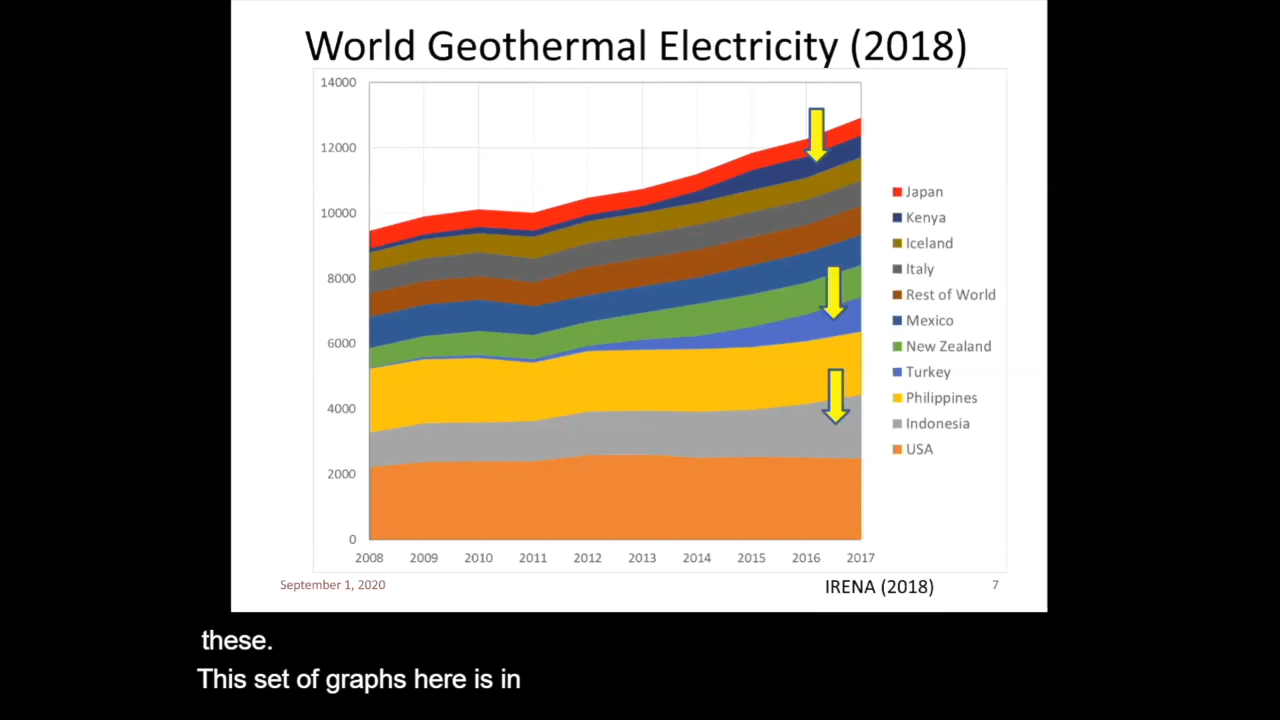 World Geothermal Electricity (2018)
14000
12000
10000
8000
6000
4000
2000
0
2008 2009 2010 2011 2012 2013 2014 2015 2016 2017
Japan
Kenya
Iceland
Italy
Rest of World
Mexico
New Zealand
Turkey
Philippines
Indonesia
USA
September 1, 2020
IRENA (2018)
7
these.
This set of graphs here is in